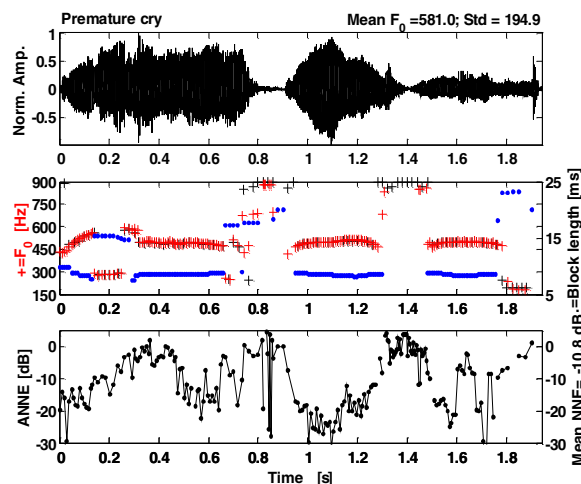 Premature cry Mean F0 =581.0; Std = 194.9
Norm. Amp.
1
0.5
0
-0.5
0 0.2 0.4 0.6 0.8 1 1.2 1.4 1.6 1.8
+=F0 [Hz]
900
750
600
450
300
150
25
15
5
·=Block length [ms]
0 0.2 0.4 0.6 0.8 1 1.2 1.4 1.6 1.8
ANNE [dB]
0
-10
-20
-30
0
-10
-20
-30
Mean NNE= -10.8 dB
0 0.2 0.4 0.6 0.8 1 1.2 1.4 1.6 1.8
Time [s]